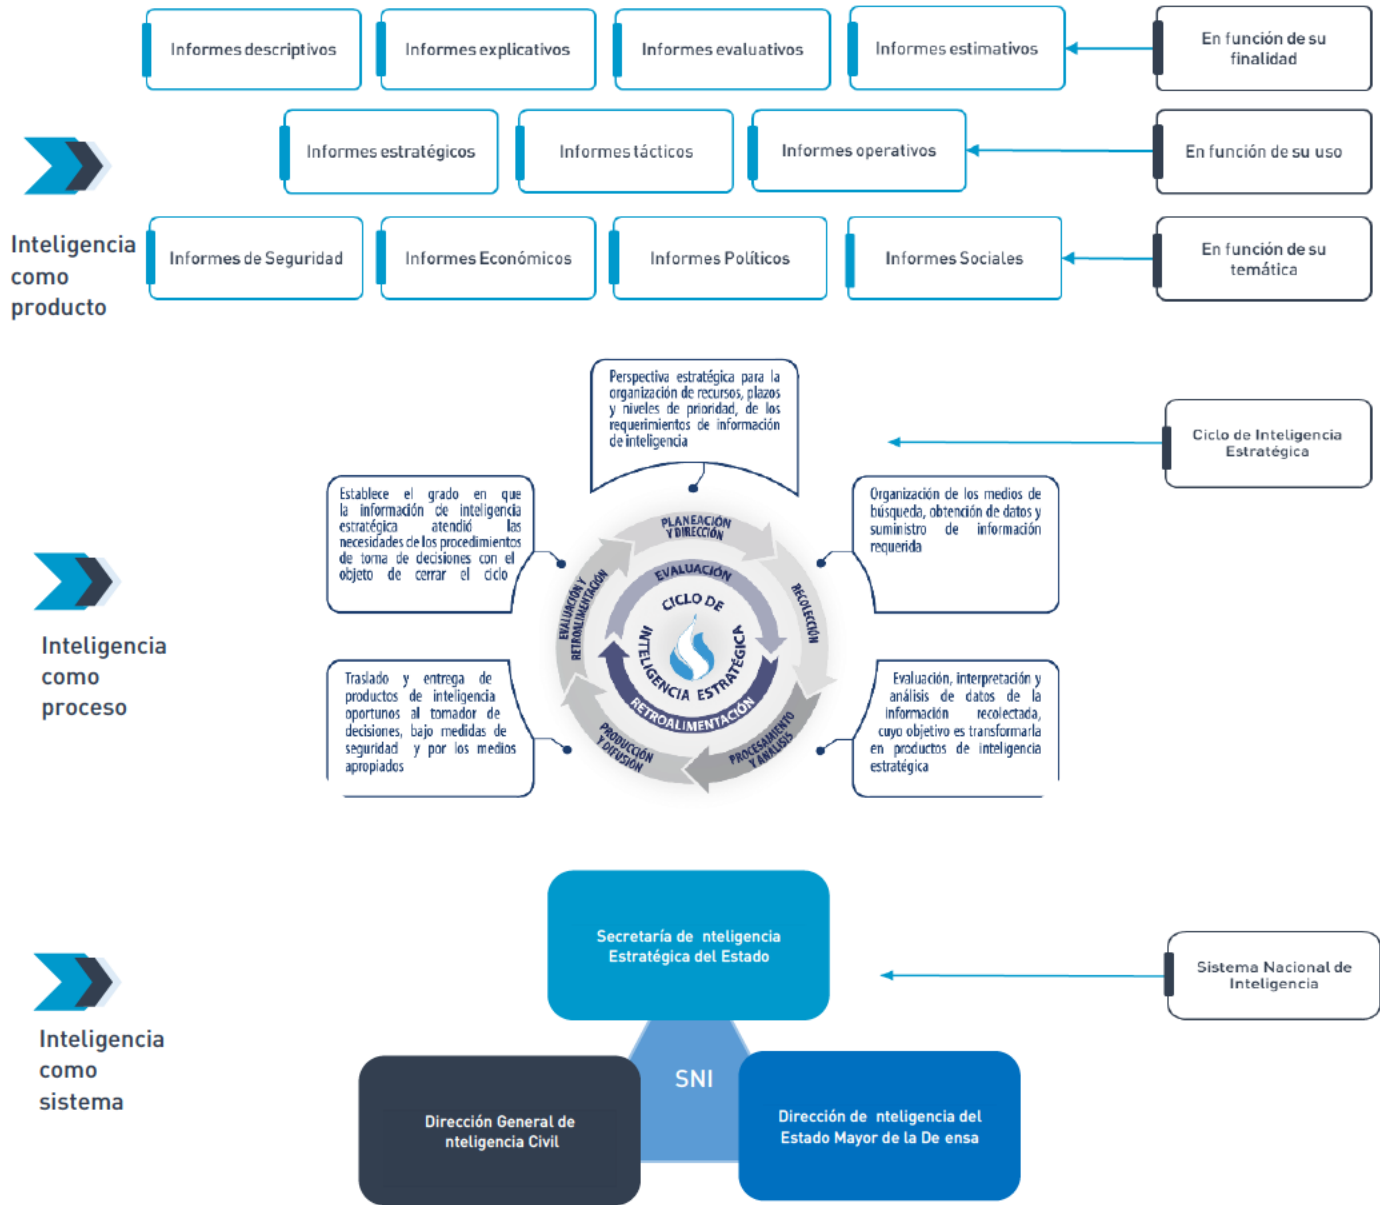 Informes descriptivos
Informes explicativos
Informes evaluativos
Informes estimativos
En función de su
finalidad
Informes estratégicos
Informes tácticos
Informes operativos
En función de su uso
Inteligencia
como
producto
Informes de Seguridad
Informes Económicos
Informes Políticos
Informes Sociales
En función de su
temática
Perspectiva estratégica para la
organización de recursos, plazos
y niveles de prioridad, de los
requerimientos de información
de inteligencia
Ciclo de Inteligencia
Estratégica
Establece el grado en que
la información de inteligencia
estratégica atendió las
necesidades de los procedimientos
de toma de decisiones con el
objeto de cerrar el ciclo
Organización de los medios de
búsqueda, obtención de datos y
suministro de información
requerida
PLANEACIÓN
Y DIRECCIÓN
RECOLECCIÓN
PROCESAMIENTO
Y ANÁLISIS
PRODUCCIÓN
Y DIFUSIÓN
EVALUACIÓN Y
RETROALIMENTACIÓN
EVALUACIÓN
RETROALIMENTACIÓN
CICLO DE
INTELIGENCIA ESTRATÉGICA
Inteligencia
como
proceso
Traslado y entrega de
productos de inteligencia
oportunos al tomador de
decisiones, bajo medidas de
seguridad y por los medios
apropiados
Evaluación, interpretación y
análisis de datos de la
información recolectada,
cuyo objetivo es transformarla
en productos de inteligencia
estratégica
Secretaría de nteligencia
Estratégica del Estado
Sistema Nacional de
Inteligencia
Inteligencia
como
sistema
SNI
Dirección General de
nteligencia Civil
Dirección de nteligencia del
Estado Mayor de la De ensa